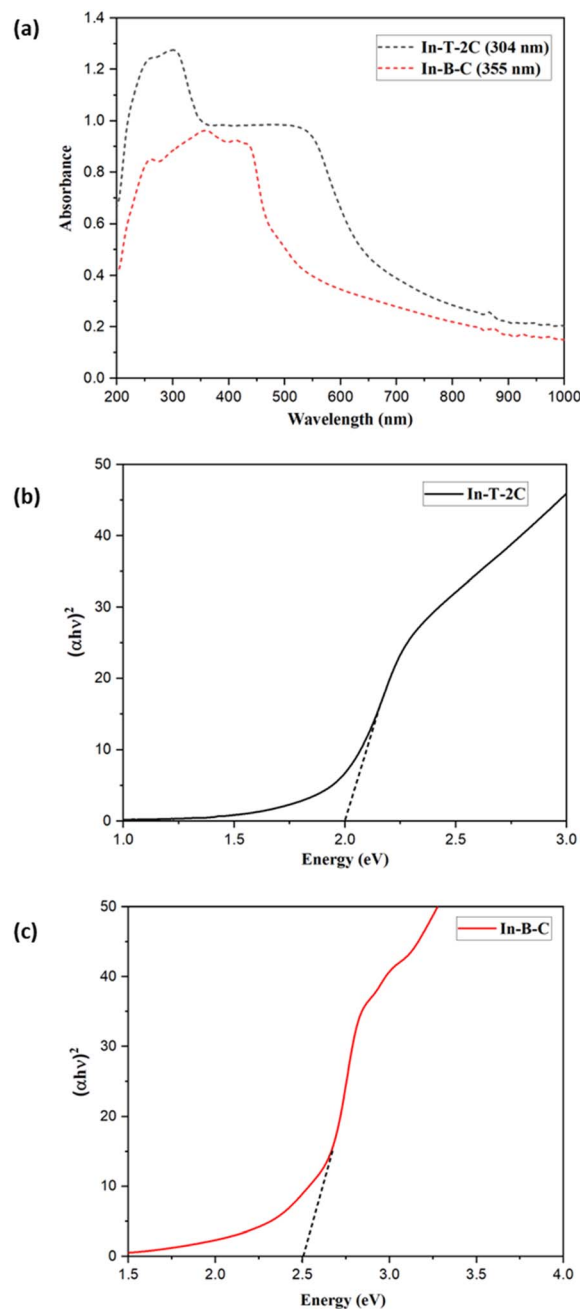 (a)
In-T-2C (304 nm)
In-B-C (355 nm)
Absorbance
1.4
1.2
1.0
0.8
0.6
0.4
0.2
0.0
200 300 400 500 600 700 800 900 1000
Wavelength (nm)
(b)
In-T-2C
(αhν)²
50
40
30
20
10
0
1.0 1.5 2.0 2.5 3.0
Energy (eV)
(c)
In-B-C
(αhν)²
50
40
30
20
10
0
1.5 2.0 2.5 3.0 3.5 4.0
Energy (eV)